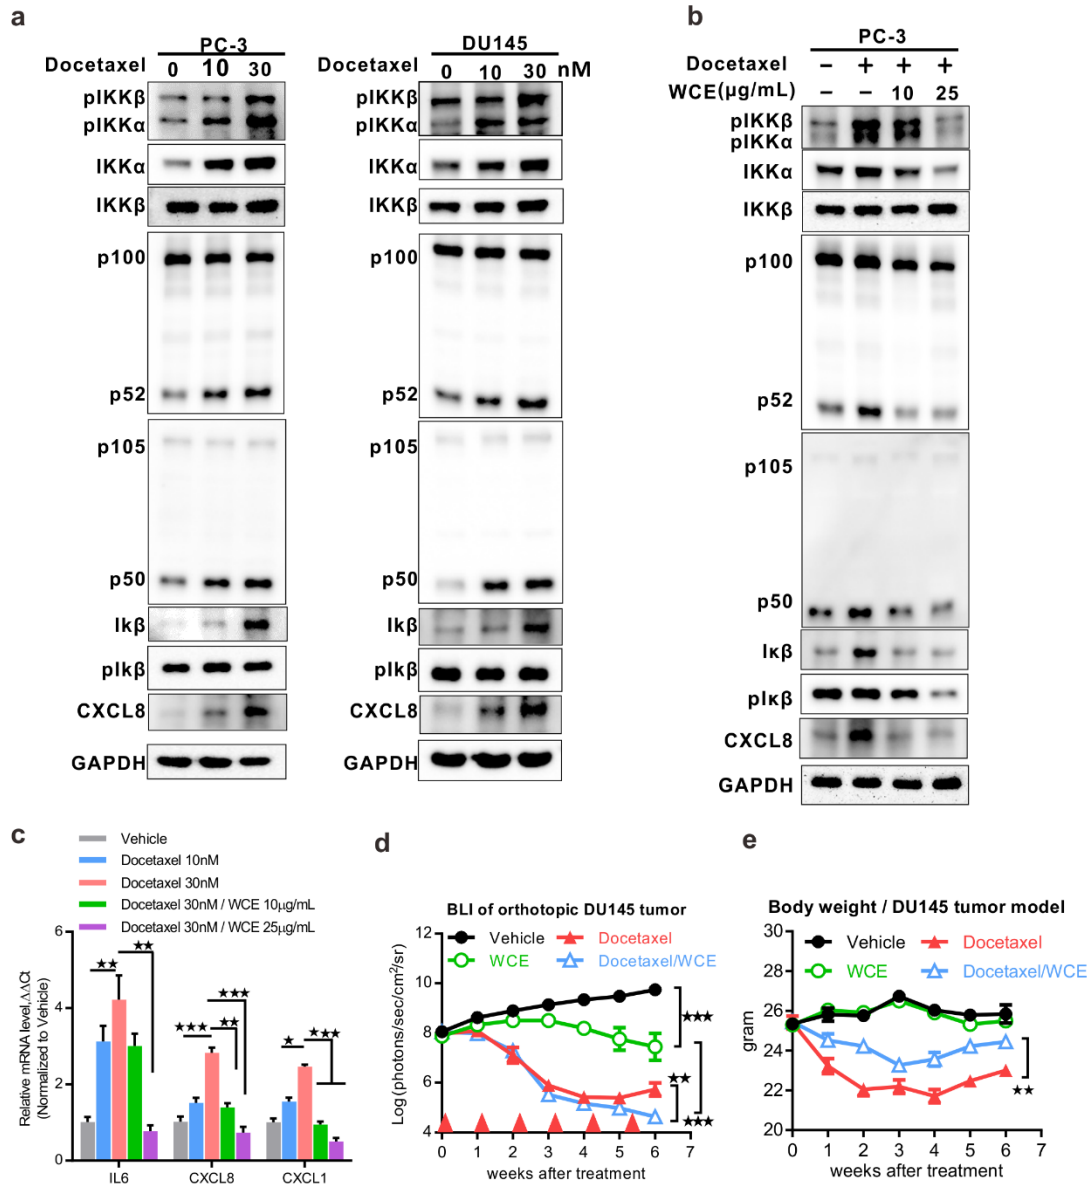 a
PC-3
Docetaxel 0 10 30
pIKKβ
pIKKα
IKKα
IKKβ
p100
p52
p105
p50
Ikβ
pIkβ
CXCL8
GAPDH
DU145
Docetaxel 0 10 30 nM
pIKKβ
pIKKα
IKKα
IKKβ
p100
p52
p105
p50
Ikβ
pIkβ
CXCL8
GAPDH
b
PC-3
Docetaxel − + + +
WCE(μg/mL) − − 10 25
pIKKβ
pIKKα
IKKα
IKKβ
p100
p52
p105
p50
Iκβ
pIκβ
CXCL8
GAPDH
c
Vehicle
Docetaxel 10nM
Docetaxel 30nM
Docetaxel 30nM / WCE 10μg/mL
Docetaxel 30nM / WCE 25μg/mL
Relative mRNA level,ΔΔCt
(Normalized to Vehicle)
6
4
2
0
★★
★★
★★★
★★★
★★
★
★★★
IL6 CXCL8 CXCL1
d
BLI of orthotopic DU145 tumor
Vehicle Docetaxel
WCE Docetaxel/WCE
Log (photons/sec/cm²/sr)
12
10
8
6
4
★★★
★★
★★★
0 1 2 3 4 5 6 7
weeks after treatment
e
Body weight / DU145 tumor model
Vehicle Docetaxel
WCE Docetaxel/WCE
gram
30
28
26
24
22
20
★★
0 1 2 3 4 5 6 7
weeks after treatment